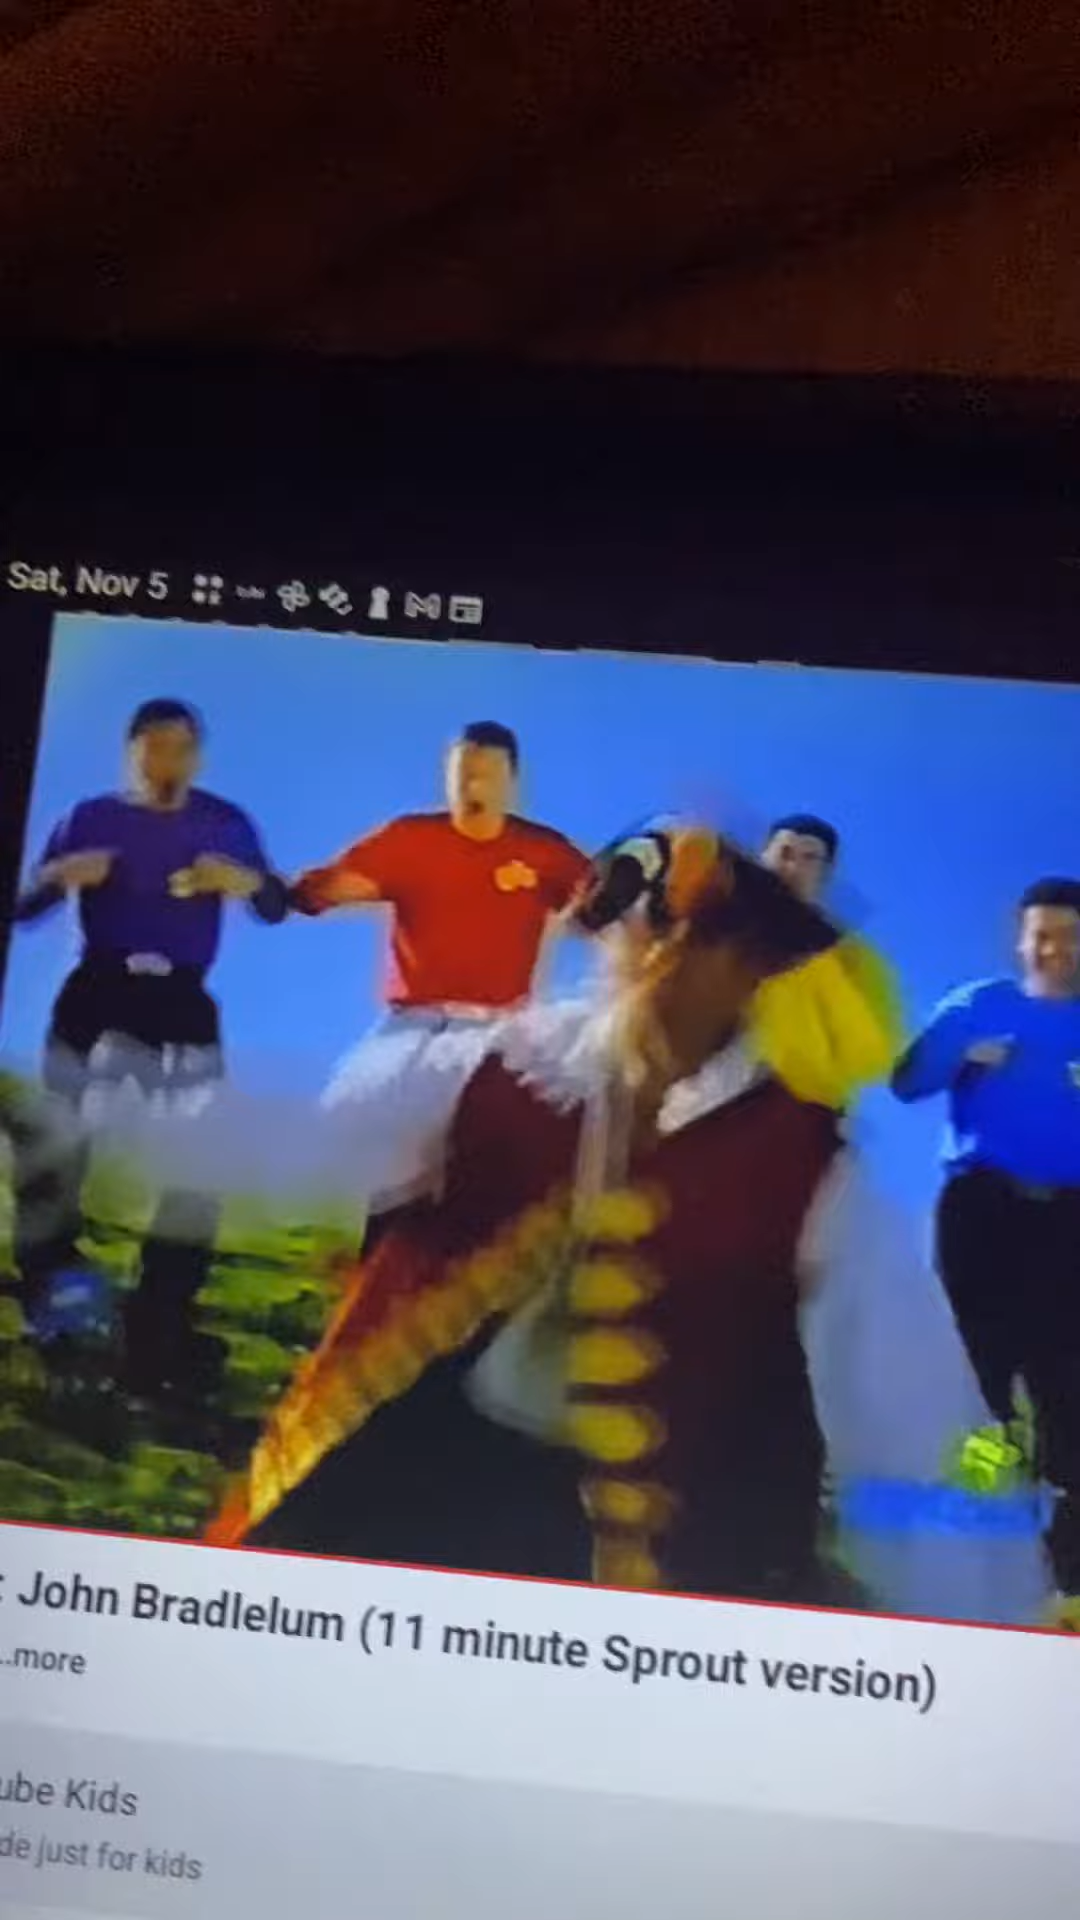 Sat, Nov 5
: John Bradlelum (11 minute Sprout version)
...more
ube Kids
de just for kids